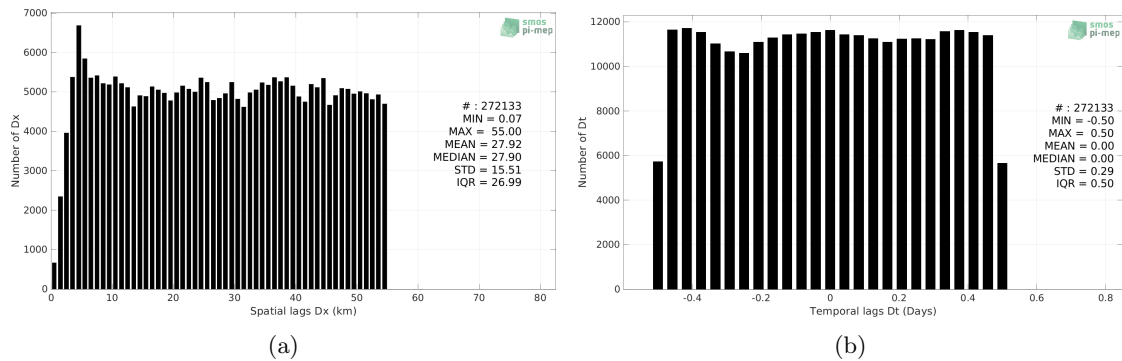 7000
6000
5000
4000
3000
2000
1000
0
Number of Dx
0 10 20 30 40 50 60 70 80
Spatial lags Dx (km)
smos
pi-mep
# : 272133
MIN = 0.07
MAX = 55.00
MEAN = 27.92
MEDIAN = 27.90
STD = 15.51
IQR = 26.99
(a)
12000
10000
8000
6000
4000
2000
0
Number of Dt
-0.4 -0.2 0 0.2 0.4 0.6 0.8
Temporal lags Dt (Days)
smos
pi-mep
# : 272133
MIN = -0.50
MAX = 0.50
MEAN = 0.00
MEDIAN = 0.00
STD = 0.29
IQR = 0.50
(b)